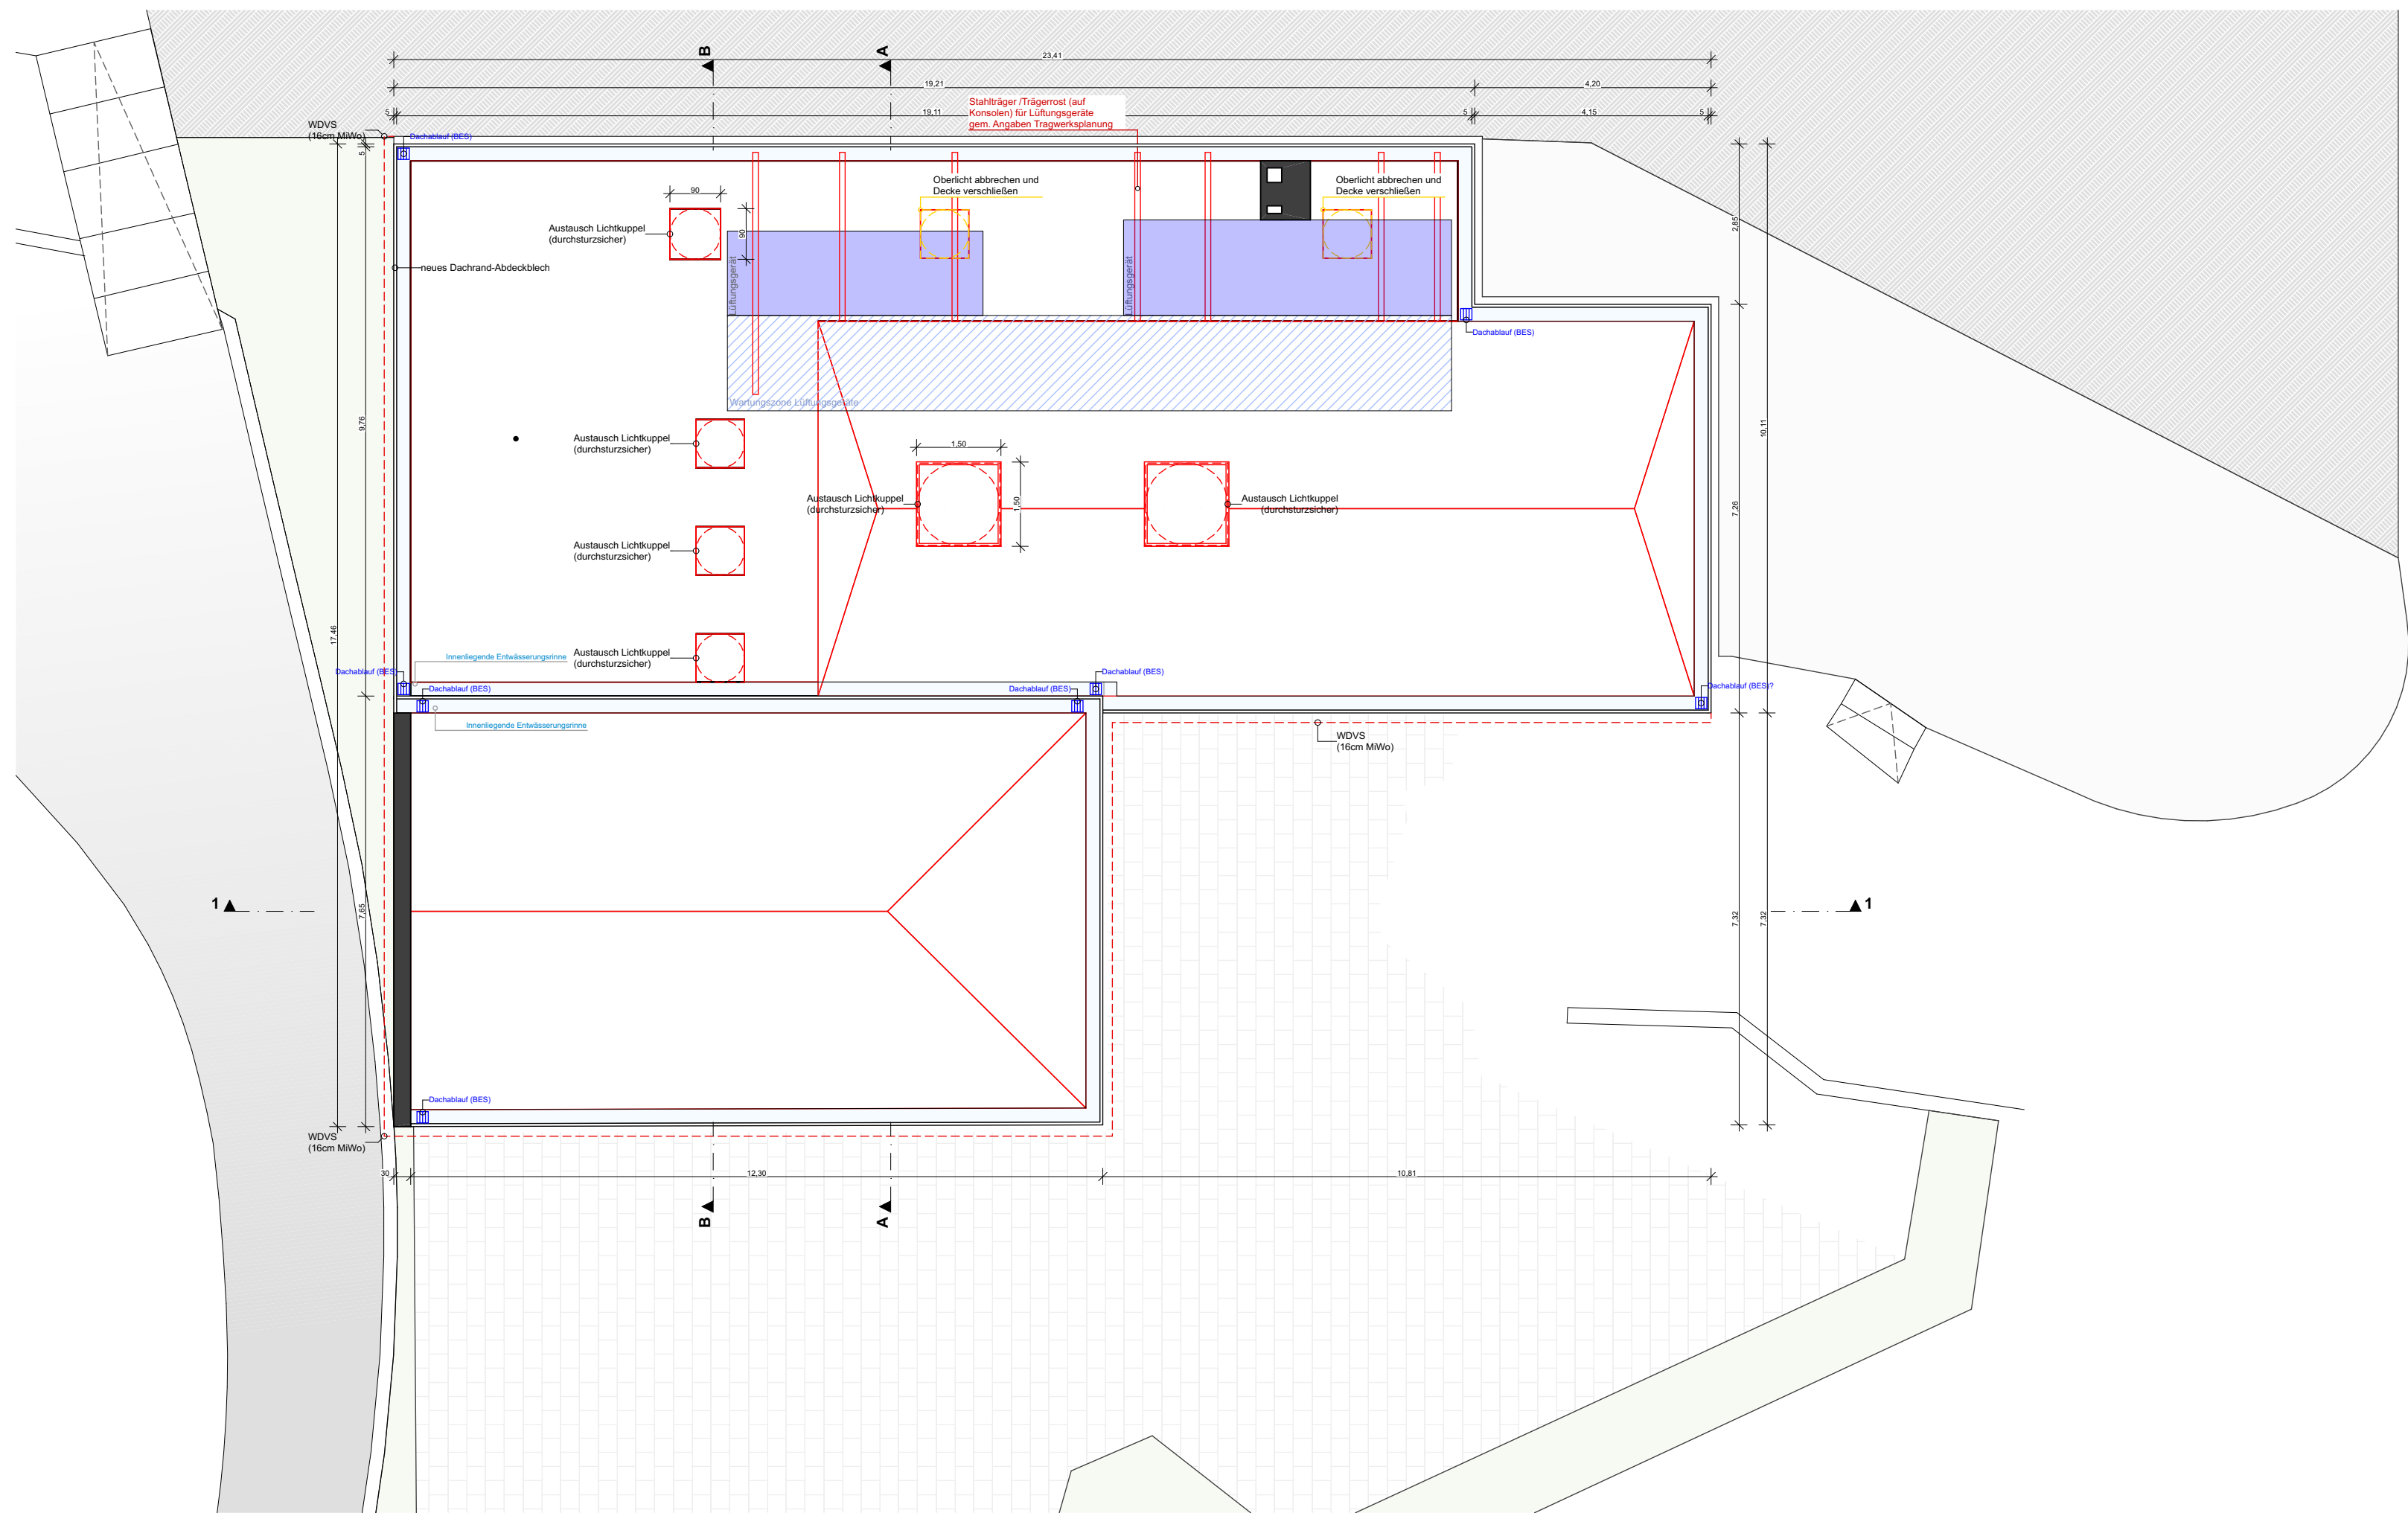 B
A
23,41
19,21
4,20
5
19,11
5
4,15
5
Stahlträger /Trägerrost (auf
Konsolen) für Lüftungsgeräte
gem. Angaben Tragwerksplanung
WDVS
(16cm MiWo)
Dachablauf (BES)
5
90
90
Oberlicht abbrechen und
Decke verschließen
Oberlicht abbrechen und
Decke verschließen
Austausch Lichtkuppel
(durchsturzsicher)
2,85
neues Dachrand-Abdeckblech
Lüftungsgerät
Lüftungsgerät
Dachablauf (BES)
Wartungszone Lüftungsgeräte
9,76
10,11
Austausch Lichtkuppel
(durchsturzsicher)
1,50
1,50
Austausch Lichtkuppel
(durchsturzsicher)
Austausch Lichtkuppel
(durchsturzsicher)
7,26
Austausch Lichtkuppel
(durchsturzsicher)
17,46
Austausch Lichtkuppel
(durchsturzsicher)
Innenliegende Entwässerungsrinne
Dachablauf (BES)
Dachablauf (BES)
Dachablauf (BES)
Dachablauf (BES)
Dachablauf (BES)?
Innenliegende Entwässerungsrinne
WDVS
(16cm MiWo)
1
7,65
7,32
7,32
1
Dachablauf (BES)
WDVS
(16cm MiWo)
30
12,30
10,81
B
A